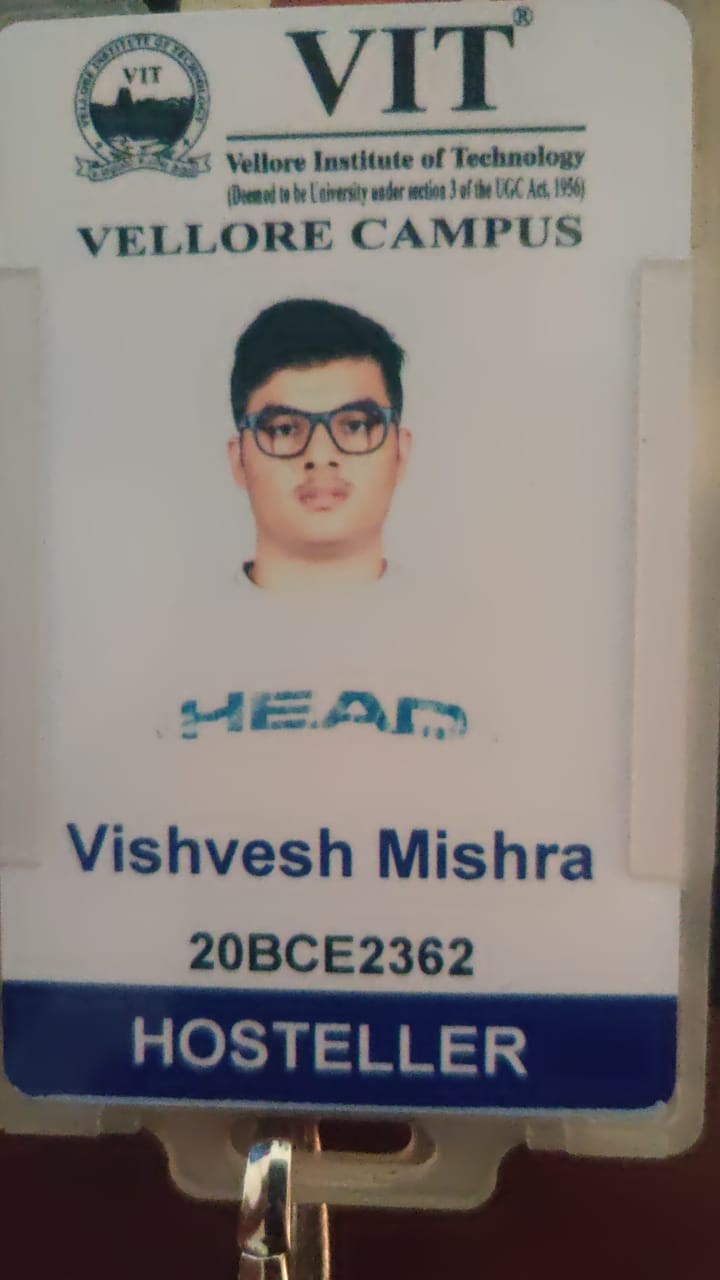 VIT®
VELLORE INSTITUTE OF TECHNOLOGY
VIT
Vellore Institute of Technology
(Deemed to be University under section 3 of the UGC Act, 1956)
VELLORE CAMPUS
HEAD
Vishvesh Mishra
20BCE2362
HOSTELLER